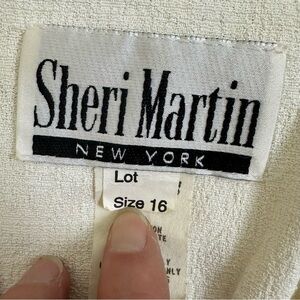 Sheri Martin
NEW YORK
Lot
Size 16